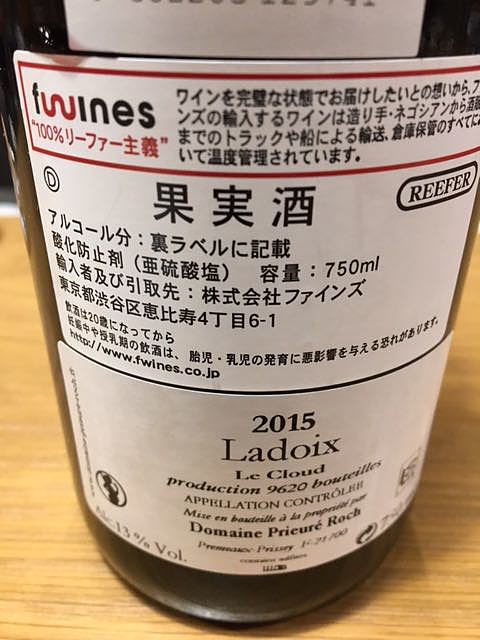 fwines
"100%リーファー主義"
ワインを完璧な状態でお届けしたいとの想いから、フ
ンズの輸入するワインは造り手・ネゴシアンから酒販
までのトラックや船による輸送、倉庫保管のすべてにお
いて温度管理されています。
D
果実酒
REEFER
アルコール分：裏ラベルに記載
酸化防止剤（亜硫酸塩） 容量：750ml
輸入者及び引取先：株式会社ファインズ
東京都渋谷区恵比寿4丁目6-1
飲酒は20歳になってから
妊娠中や授乳期の飲酒は、胎児・乳児の発育に悪影響を与える恐れがあります。
http://www.fwines.co.jp
2015
Ladoix
Le Cloud
production 9620 bouteilles
APPELLATION CONTRÔLÉE
Mise en bouteille à la propriété par
Domaine Prieuré Roch
Premeaux-Prissey F-21700
Alc.13% Vol.
contains sulfites